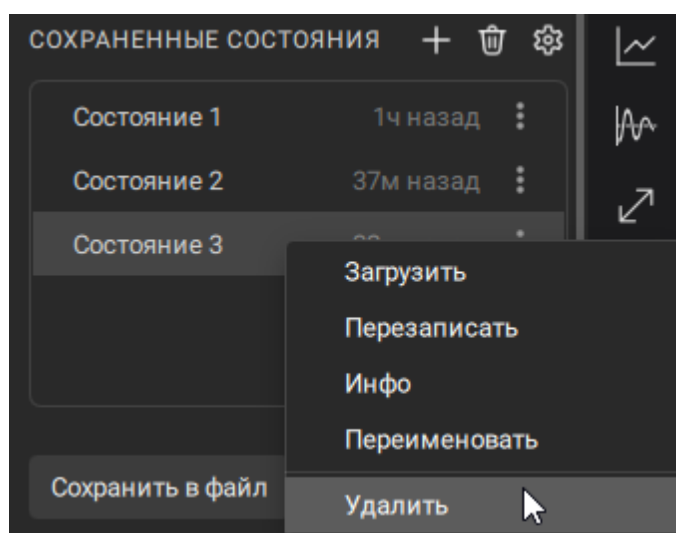 СОХРАНЕННЫЕ СОСТОЯНИЯ
Состояние 1 1ч назад
Состояние 2 37м назад
Состояние 3
Загрузить
Перезаписать
Инфо
Переименовать
Сохранить в файл
Удалить